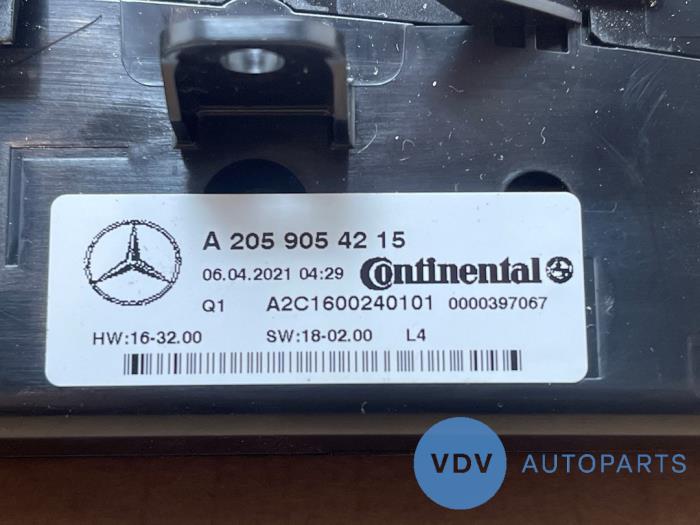 A 205 905 42 15
06.04.2021 04:29 Continental
Q1 A2C1600240101 0000397067
HW:16-32.00 SW:18-02.00 L4
VDV AUTOPARTS